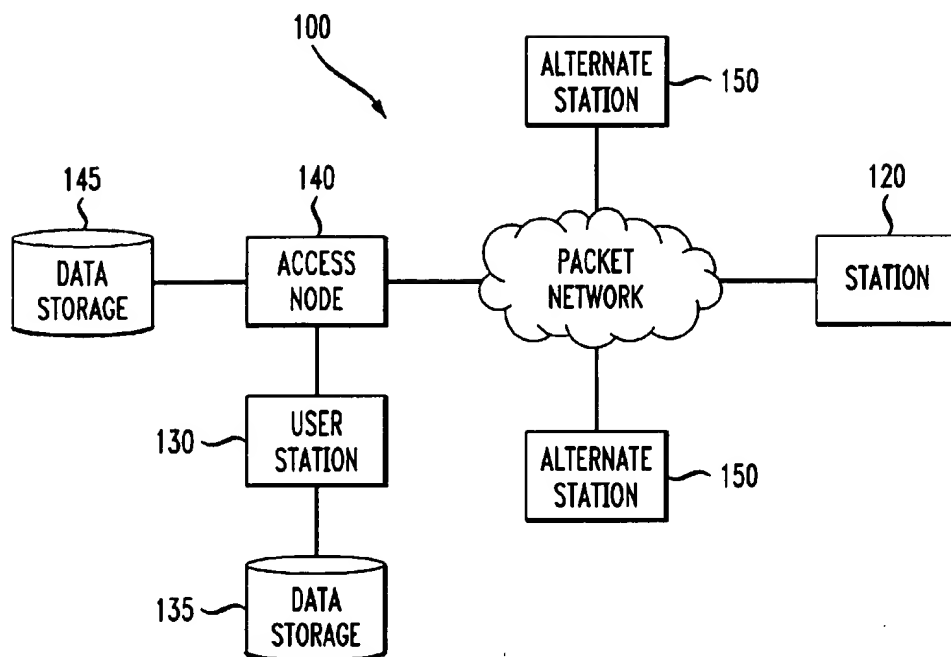 100
ALTERNATE
STATION
150
145
140
120
DATA
STORAGE
ACCESS
NODE
PACKET
NETWORK
STATION
130
USER
STATION
ALTERNATE
STATION
150
135
DATA
STORAGE